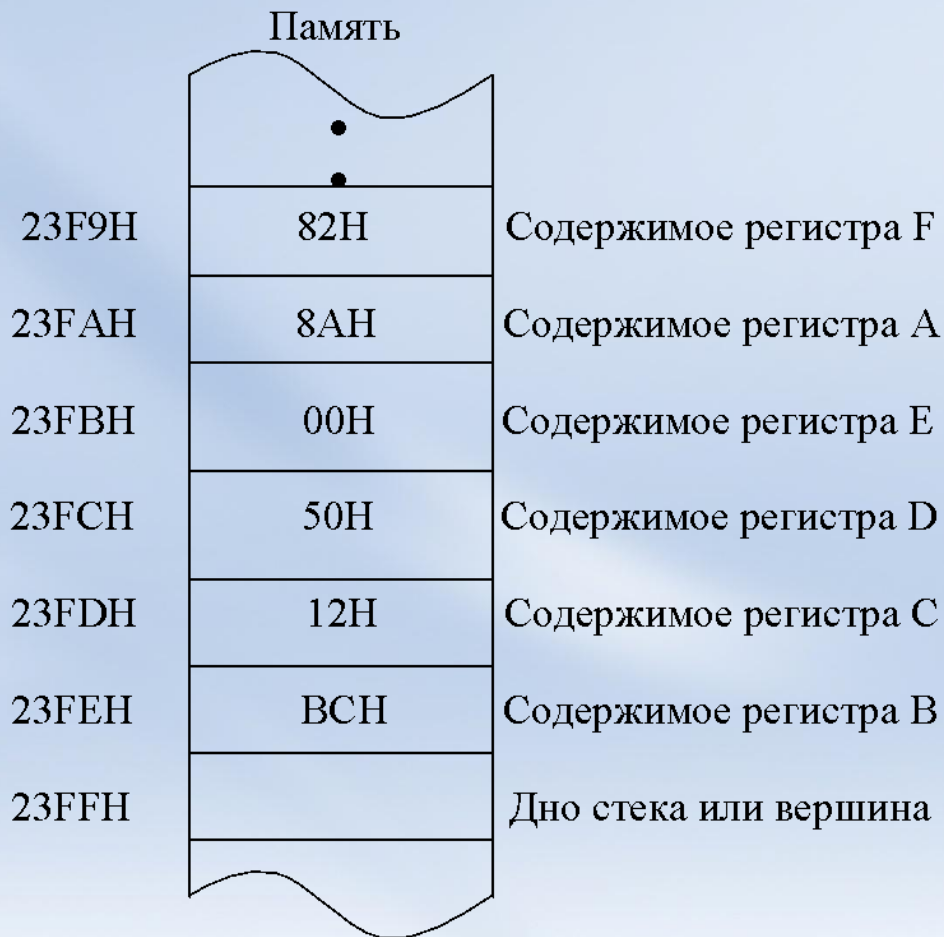 Память
23F9H 82H Содержимое регистра F
23FAH 8AH Содержимое регистра A
23FBH 00H Содержимое регистра E
23FCH 50H Содержимое регистра D
23FDH 12H Содержимое регистра C
23FEH BCH Содержимое регистра B
23FFH Дно стека или вершина